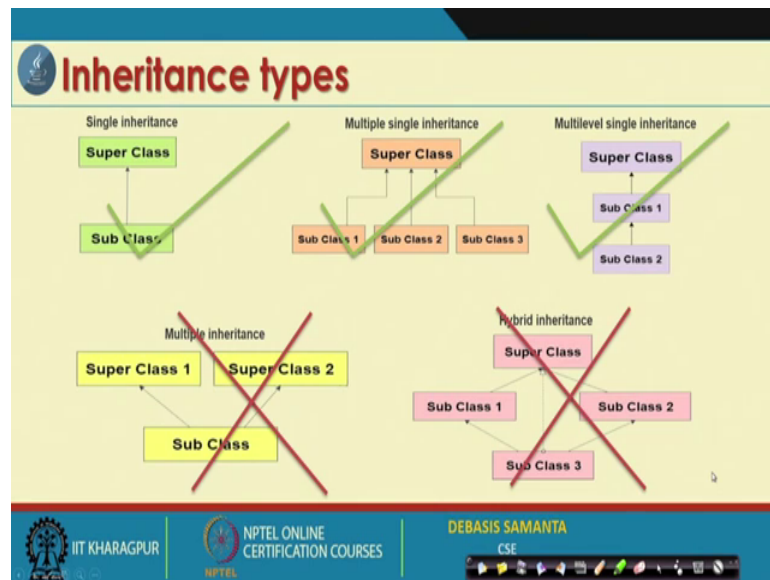 Inheritance types
Single inheritance
Super Class
Sub Class
Multiple single inheritance
Super Class
Sub Class 1 Sub Class 2 Sub Class 3
Multilevel single inheritance
Super Class
Sub Class 1
Sub Class 2
Multiple inheritance
Super Class 1 Super Class 2
Sub Class
Hybrid inheritance
Super Class
Sub Class 1 Sub Class 2
Sub Class 3
IIT KHARAGPUR
NPTEL
NPTEL ONLINE
CERTIFICATION COURSES
DEBASIS SAMANTA
CSE